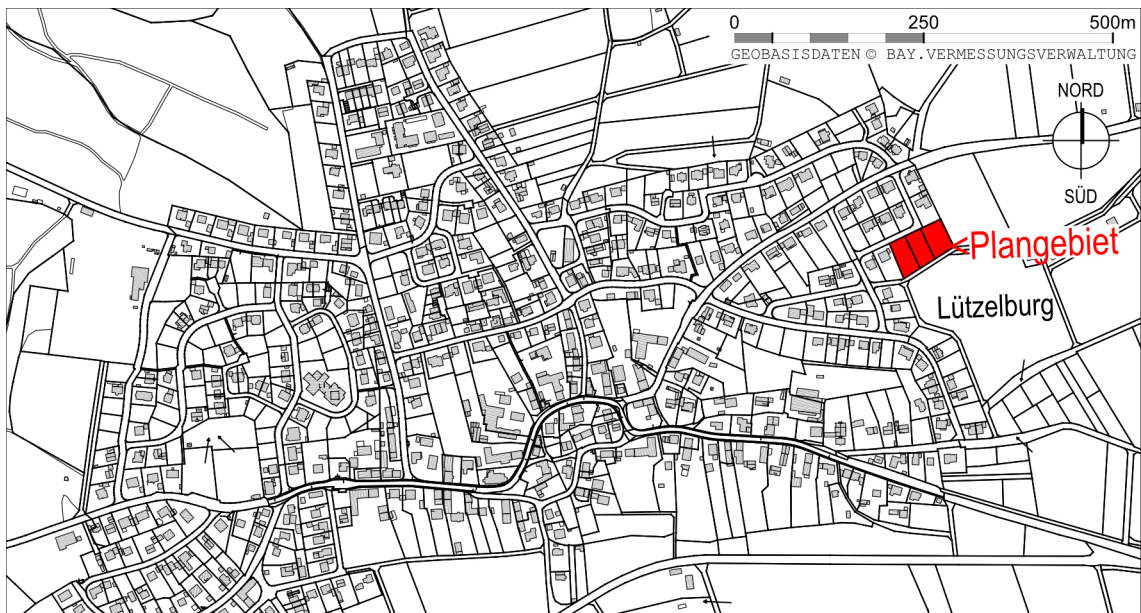 0 250 500m
GEOBASISDATEN © BAY.VERMESSUNGSVERWALTUNG
NORD
SÜD
Plangebiet
Lützelburg